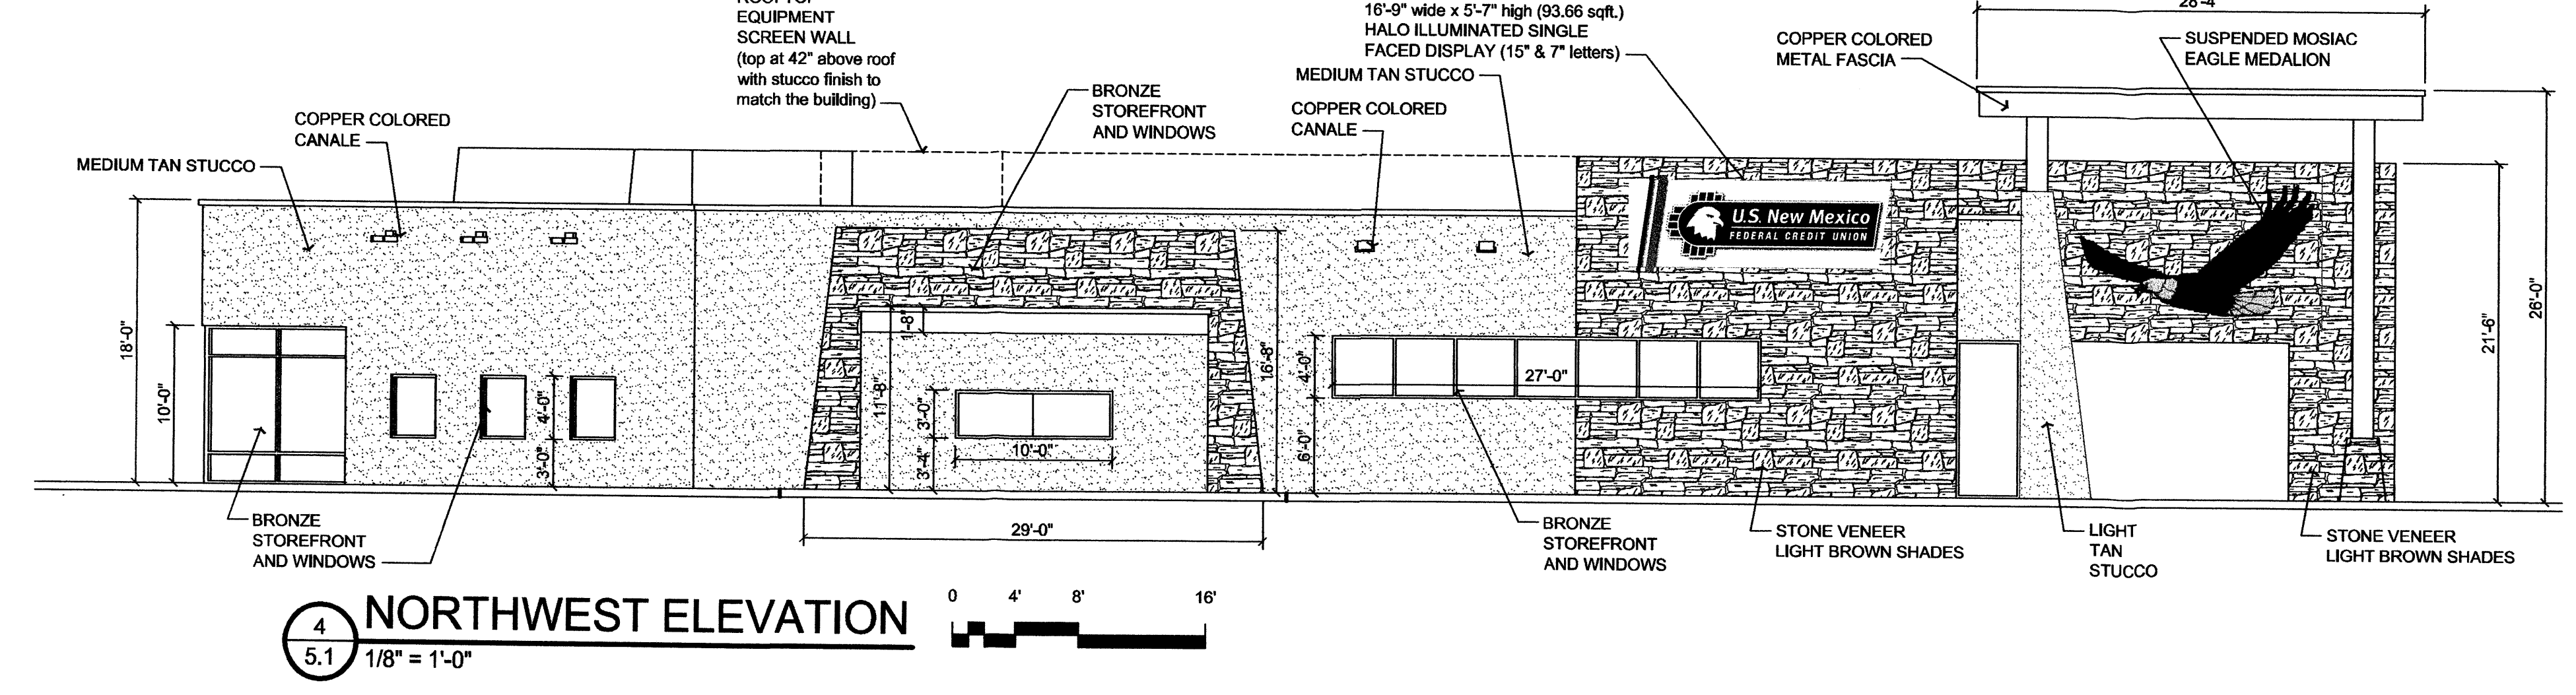 EQUIPMENT
SCREEN WALL
(top at 42" above roof
with stucco finish to
match the building)
16'-9" wide x 5'-7" high (93.66 sqft.)
HALO ILLUMINATED SINGLE
FACED DISPLAY (15" & 7" letters)
28'-4"
COPPER COLORED
METAL FASCIA
SUSPENDED MOSIAC
EAGLE MEDALION
MEDIUM TAN STUCCO
COPPER COLORED
CANALE
BRONZE
STOREFRONT
AND WINDOWS
COPPER COLORED
CANALE
MEDIUM TAN STUCCO
U.S. New Mexico
FEDERAL CREDIT UNION
18'-0"
10'-0"
4'-0"
3'-0"
1'-8"
11'-8"
3'-0"
3'-4"
10'-0"
16'-8"
4'-0"
6'-0"
27'-0"
21'-6"
26'-0"
29'-0"
BRONZE
STOREFRONT
AND WINDOWS
BRONZE
STOREFRONT
AND WINDOWS
STONE VENEER
LIGHT BROWN SHADES
LIGHT
TAN
STUCCO
STONE VENEER
LIGHT BROWN SHADES
4
5.1
NORTHWEST ELEVATION
1/8" = 1'-0"
0 4' 8' 16'